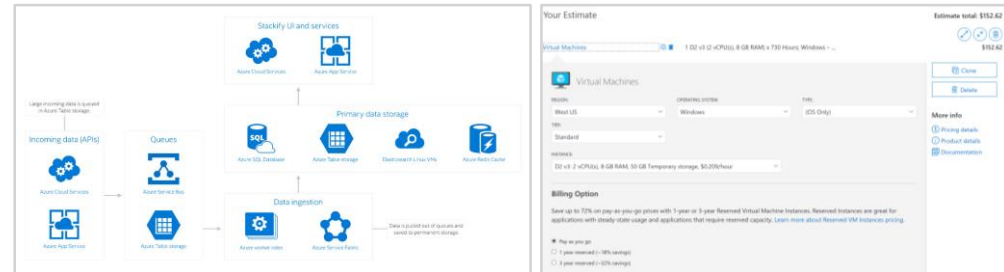 Stackify UI and services
Azure Cloud Services
Azure App Service
Large incoming data is queued
in Azure Table storage.
Incoming data (APIs)
Azure Cloud Services
Azure App Service
Queues
Azure Service Bus
Azure Table storage
Primary data storage
SQL
Azure SQL Database
Azure Table storage
Elasticsearch Linux VMs
Azure Redis Cache
Data ingestion
Azure worker roles
Azure Service Fabric
Data is pulled out of queues and
saved to permanent storage.
Your Estimate
Estimate total: $152.62
Virtual Machines
1 D2 v3 (2 vCPU(s), 8 GB RAM) x 730 Hours; Windows – ...
$152.62
Virtual Machines
REGION:
OPERATING SYSTEM:
TYPE:
West US
Windows
(OS Only)
TIER:
Standard
INSTANCE:
D2 v3: 2 vCPU(s), 8 GB RAM, 50 GB Temporary storage, $0.209/hour
Billing Option
Save up to 72% on pay-as-you-go prices with 1-year or 3-year Reserved Virtual Machine Instances. Reserved Instances are great for
applications with steady-state usage and applications that require reserved capacity. Learn more about Reserved VM Instances pricing.
Pay as you go
1 year reserved (~38% savings)
3 year reserved (~52% savings)
Clone
Delete
More info
Pricing details
Product details
Documentation